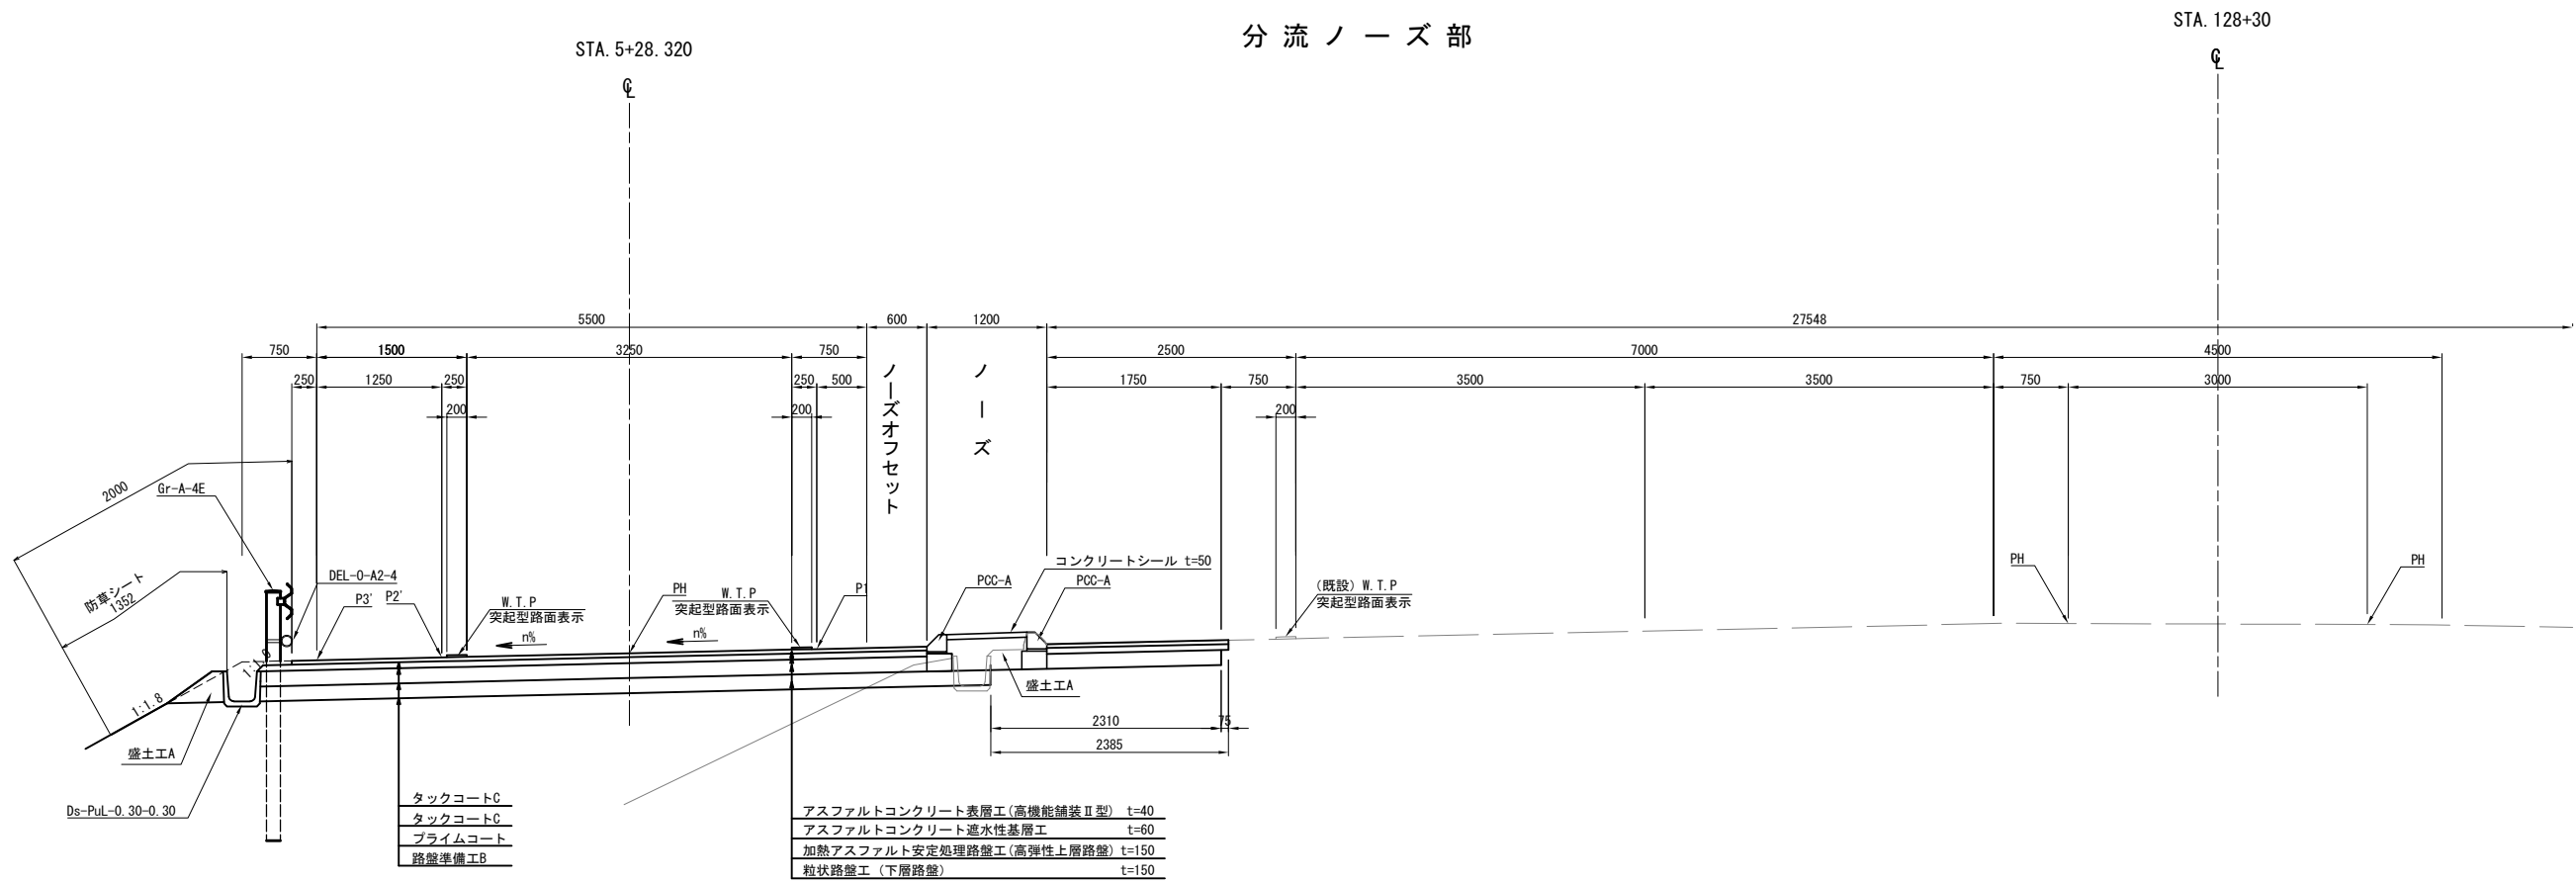 分流ノーズ部
STA.5+28.320
STA.128+30
℄
℄
5500
600
1200
27548
750
1500
3250
750
2500
7000
4500
250
1250
250
250
500
1750
750
3500
3500
750
3000
200
200
200
ノーズオフセット
ノーズ
2000
Gr-A-4E
防草シート
1352
DEL-O-A2-4
P3'
P2'
W.T.P
突起型路面表示
n%
PH
n%
W.T.P
突起型路面表示
P1
PCC-A
コンクリートシール t=50
PCC-A
(既設)W.T.P
突起型路面表示
PH
PH
1:1.8
1:1.8
盛土工A
盛土工A
Ds-PuL-0.30-0.30
2310
75
2385
タックコートC
タックコートC
プライムコート
路盤準備工B
アスファルトコンクリート表層工(高機能舗装Ⅱ型) t=40
アスファルトコンクリート遮水性基層工 t=60
加熱アスファルト安定処理路盤工(高弾性上層路盤) t=150
粒状路盤工(下層路盤) t=150